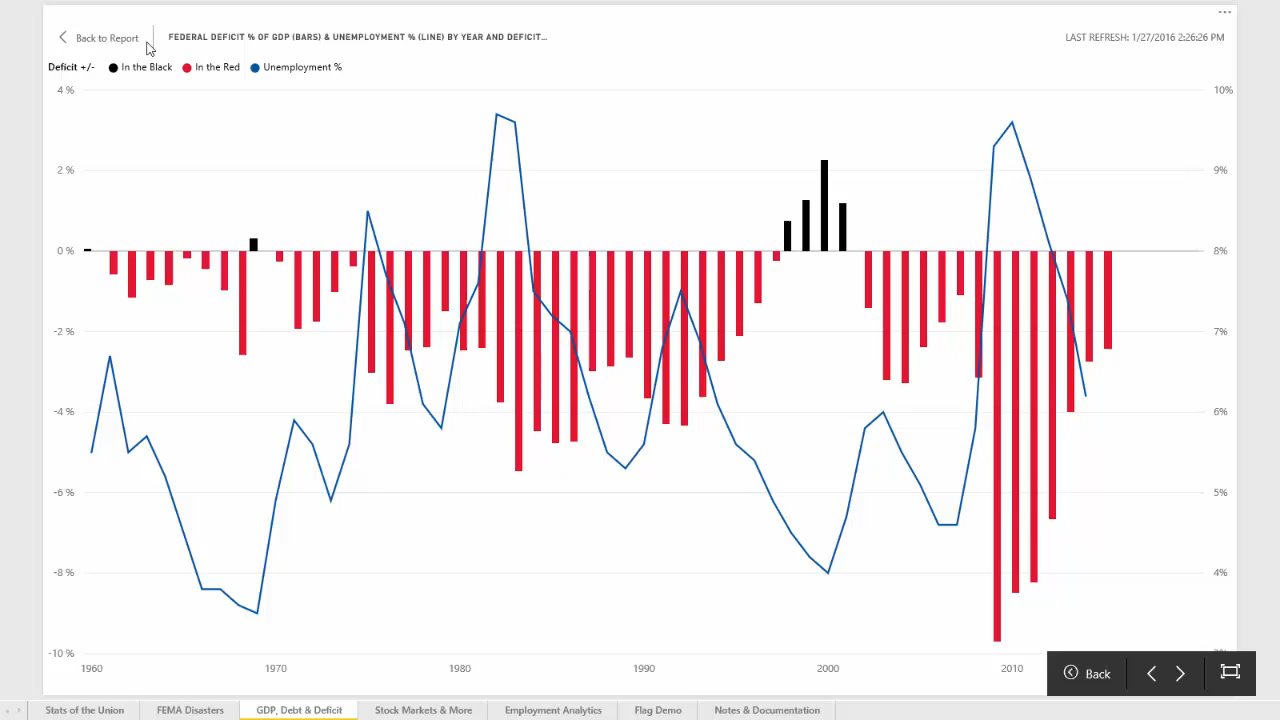 ...
Back to Report
FEDERAL DEFICIT % OF GDP (BARS) & UNEMPLOYMENT % (LINE) BY YEAR AND DEFICIT...
LAST REFRESH: 1/27/2016 2:26:26 PM
Deficit +/- In the Black In the Red Unemployment %
4 % 10%
2 % 9%
0 % 8%
-2 % 7%
-4 % 6%
-6 % 5%
-8 % 4%
-10 %
1960 1970 1980 1990 2000 2010
Back
Stats of the Union FEMA Disasters GDP, Debt & Deficit Stock Markets & More Employment Analytics Flag Demo Notes & Documentation